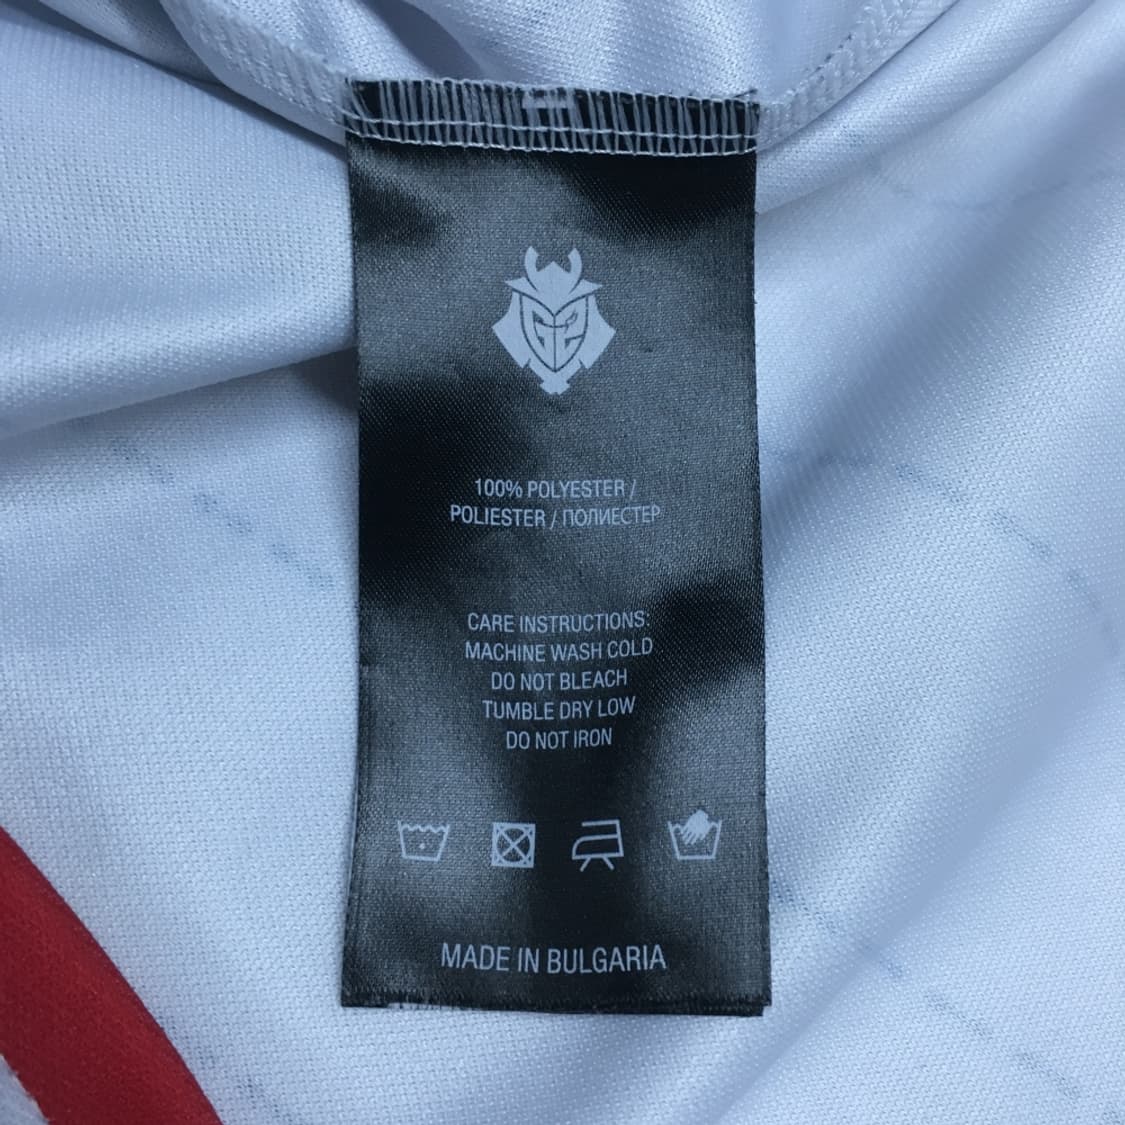 G2
100% POLYESTER /
POLIESTER / ПОЛИЕСТЕР
CARE INSTRUCTIONS:
MACHINE WASH COLD
DO NOT BLEACH
TUMBLE DRY LOW
DO NOT IRON
MADE IN BULGARIA